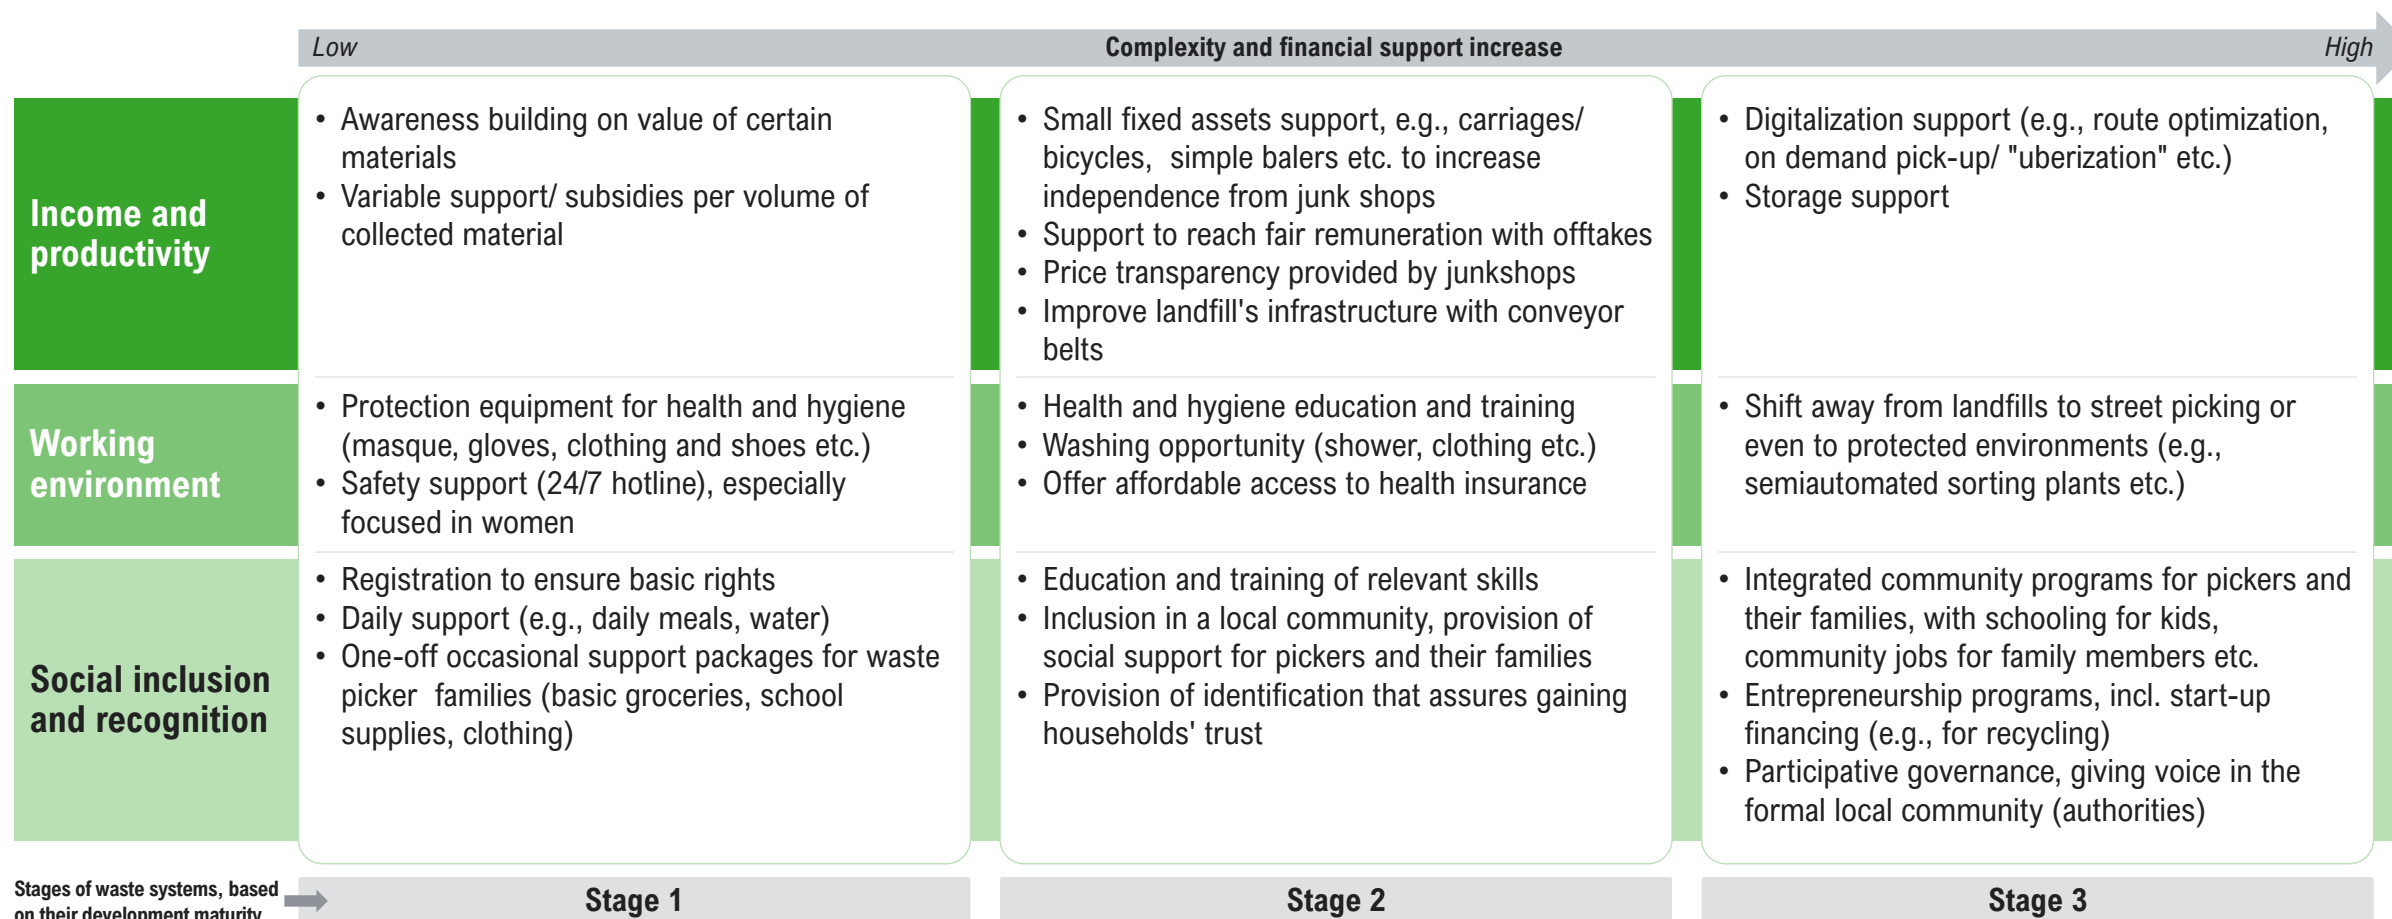 Low Complexity and financial support increase High
Income and
productivity
• Awareness building on value of certain
materials
• Variable support/ subsidies per volume of
collected material
• Small fixed assets support, e.g., carriages/
bicycles, simple balers etc. to increase
independence from junk shops
• Support to reach fair remuneration with offtakes
• Price transparency provided by junkshops
• Improve landfill's infrastructure with conveyor
belts
• Digitalization support (e.g., route optimization,
on demand pick-up/ "uberization" etc.)
• Storage support
Working
environment
• Protection equipment for health and hygiene
(masque, gloves, clothing and shoes etc.)
• Safety support (24/7 hotline), especially
focused in women
• Health and hygiene education and training
• Washing opportunity (shower, clothing etc.)
• Offer affordable access to health insurance
• Shift away from landfills to street picking or
even to protected environments (e.g.,
semiautomated sorting plants etc.)
Social inclusion
and recognition
• Registration to ensure basic rights
• Daily support (e.g., daily meals, water)
• One-off occasional support packages for waste
picker families (basic groceries, school
supplies, clothing)
• Education and training of relevant skills
• Inclusion in a local community, provision of
social support for pickers and their families
• Provision of identification that assures gaining
households' trust
• Integrated community programs for pickers and
their families, with schooling for kids,
community jobs for family members etc.
• Entrepreneurship programs, incl. start-up
financing (e.g., for recycling)
• Participative governance, giving voice in the
formal local community (authorities)
Stages of waste systems, based
on their development maturity
Stage 1
Stage 2
Stage 3